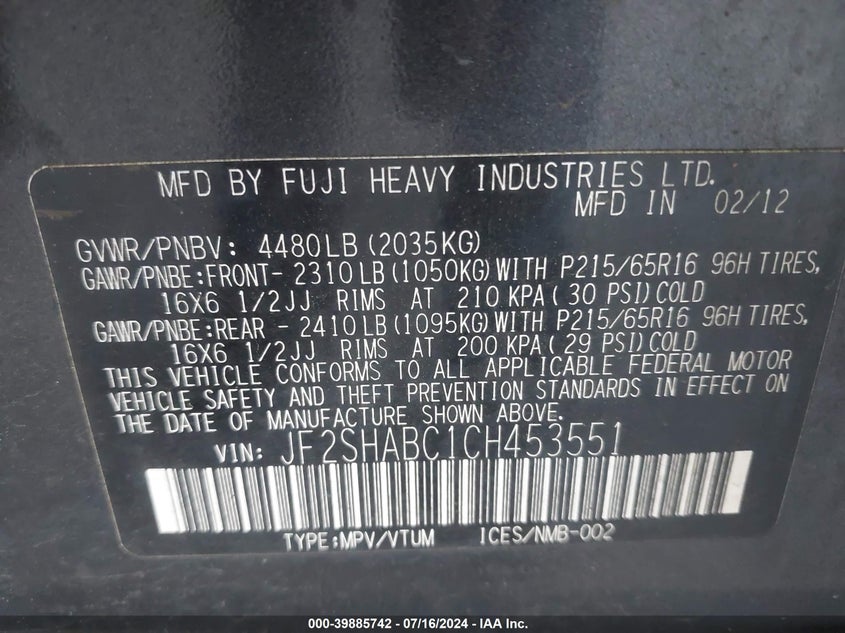 MFD BY FUJI HEAVY INDUSTRIES LTD.
MFD IN 02/12
GVWR/PNBV: 4480LB(2035KG)
GAWR/PNBE:FRONT- 2310LB(1050KG)WITH P215/65R16 96H TIRES,
16X6 1/2JJ RIMS AT 210 KPA(30 PSI)COLD
GAWR/PNBE:REAR - 2410LB(1095KG)WITH P215/65R16 96H TIRES,
16X6 1/2JJ RIMS AT 200 KPA(29 PSI)COLD
THIS VEHICLE CONFORMS TO ALL APPLICABLE FEDERAL MOTOR
VEHICLE SAFETY AND THEFT PREVENTION STANDARDS IN EFFECT ON
THE DATE OF MANUFACTURE SHOWN ABOVE.
VIN: JF2SHABC1CH453551
TYPE:MPV/VTUM ICES/NMB-002
000-39885742 - 07/16/2024 - IAA Inc.